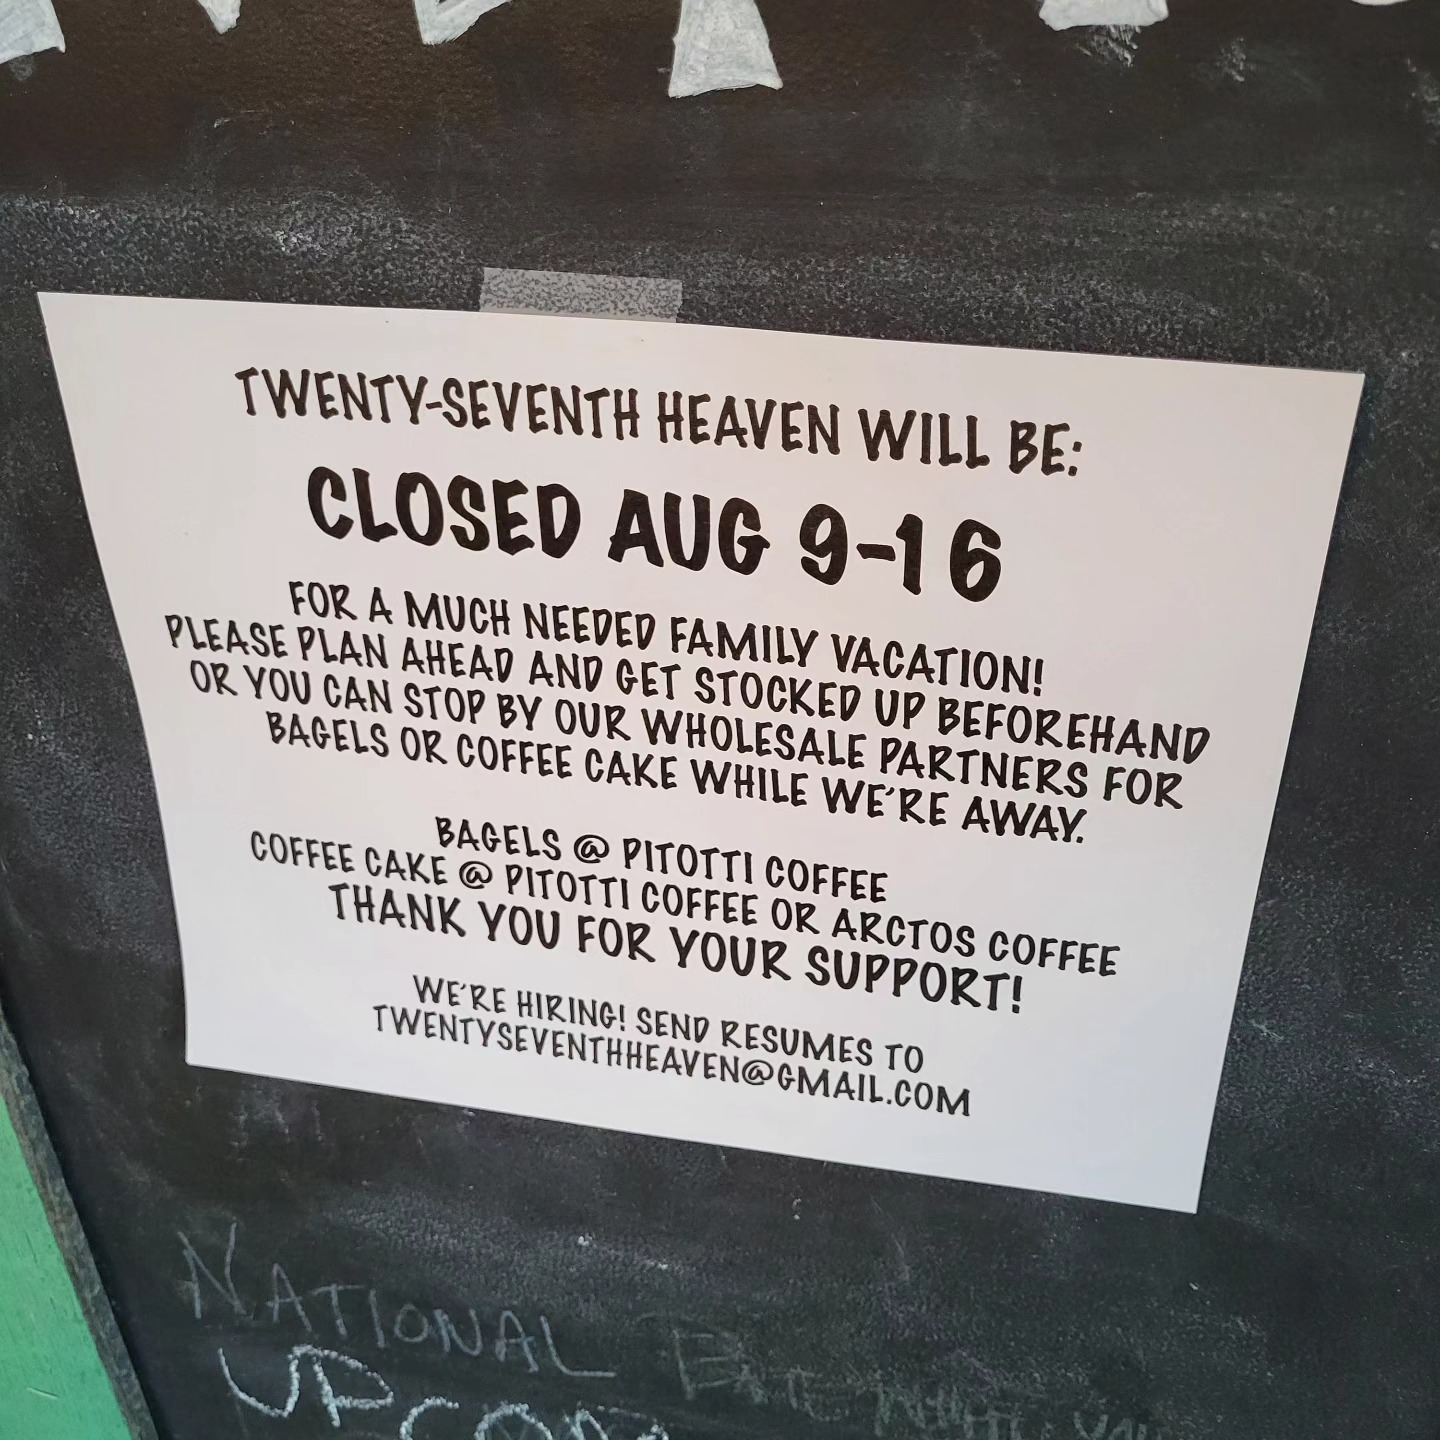 TWENTY-SEVENTH HEAVEN WILL BE:
CLOSED AUG 9-16
FOR A MUCH NEEDED FAMILY VACATION!
PLEASE PLAN AHEAD AND GET STOCKED UP BEFOREHAND
OR YOU CAN STOP BY OUR WHOLESALE PARTNERS FOR
BAGELS OR COFFEE CAKE WHILE WE'RE AWAY.
BAGELS @ PITOTTI COFFEE
COFFEE CAKE @ PITOTTI COFFEE OR ARCTOS COFFEE
THANK YOU FOR YOUR SUPPORT!
WE'RE HIRING! SEND RESUMES TO
TWENTYSEVENTHHEAVEN@GMAIL.COM
NATIONAL